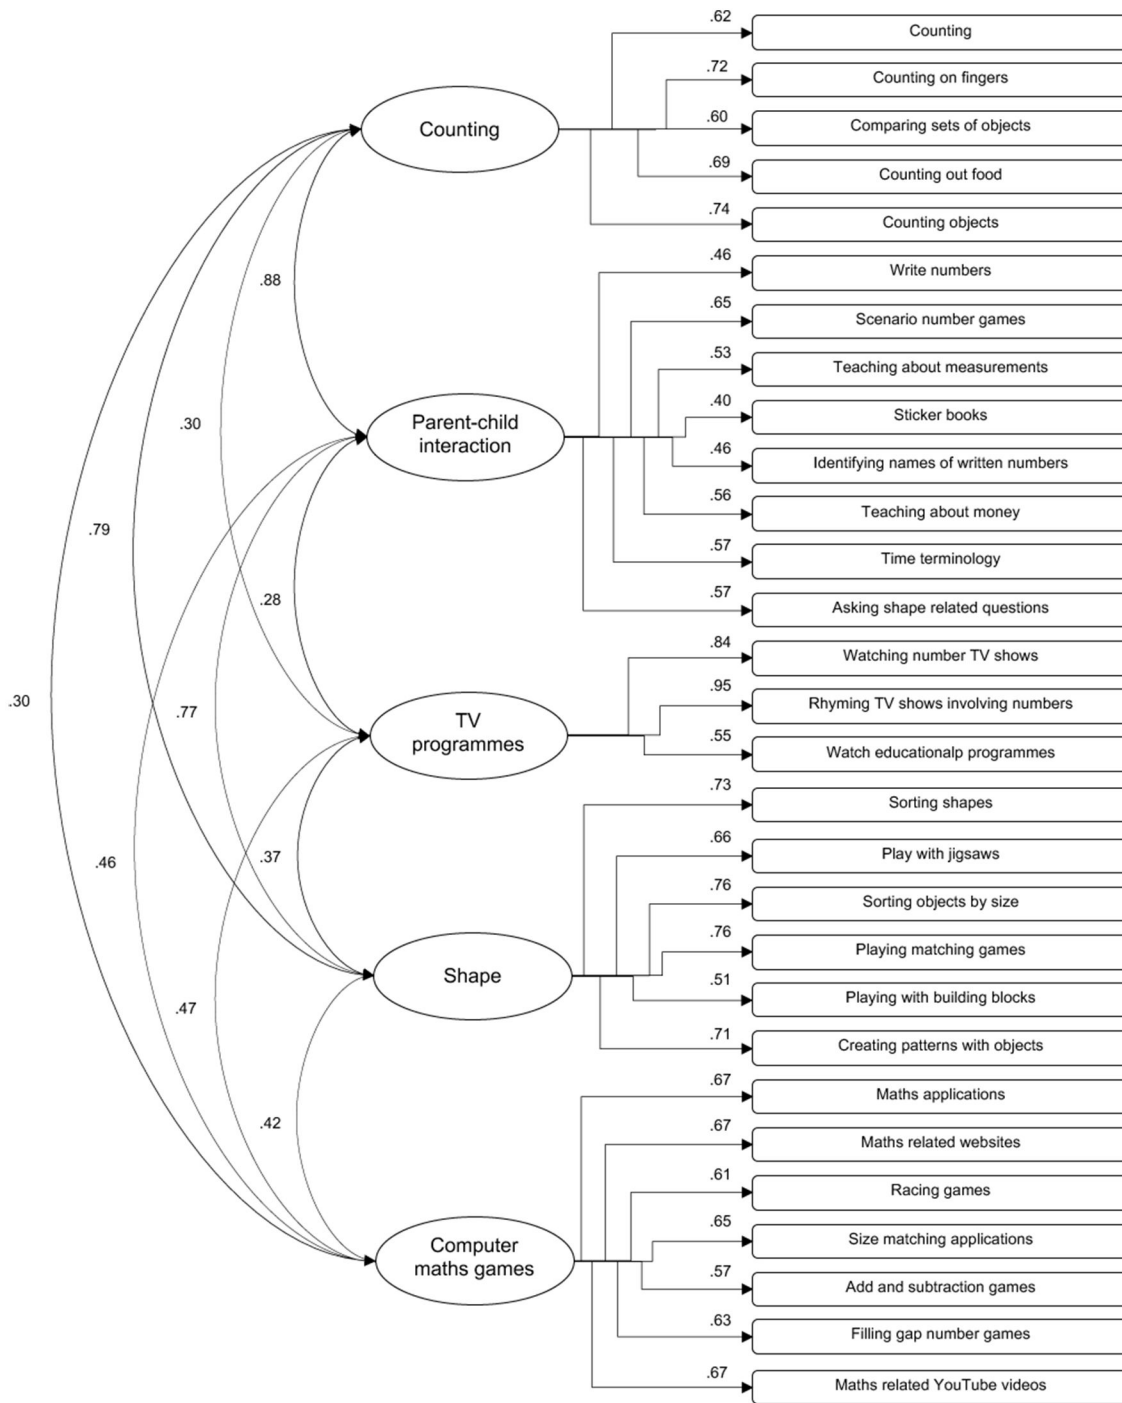 .62
Counting
.72
Counting on fingers
Counting
.60
Comparing sets of objects
.69
Counting out food
.74
Counting objects
.88
.46
Write numbers
.65
Scenario number games
.53
Teaching about measurements
.30
Parent-child
interaction
.40
Sticker books
.46
Identifying names of written numbers
.79
.56
Teaching about money
.57
Time terminology
.28
.57
Asking shape related questions
.84
Watching number TV shows
.30
.77
TV
programmes
.95
Rhyming TV shows involving numbers
.55
Watch educationalp programmes
.73
Sorting shapes
.46
.37
.66
Play with jigsaws
.76
Sorting objects by size
Shape
.76
Playing matching games
.47
.51
Playing with building blocks
.71
Creating patterns with objects
.42
.67
Maths applications
.67
Maths related websites
.61
Racing games
Computer
maths games
.65
Size matching applications
.57
Add and subtraction games
.63
Filling gap number games
.67
Maths related YouTube videos